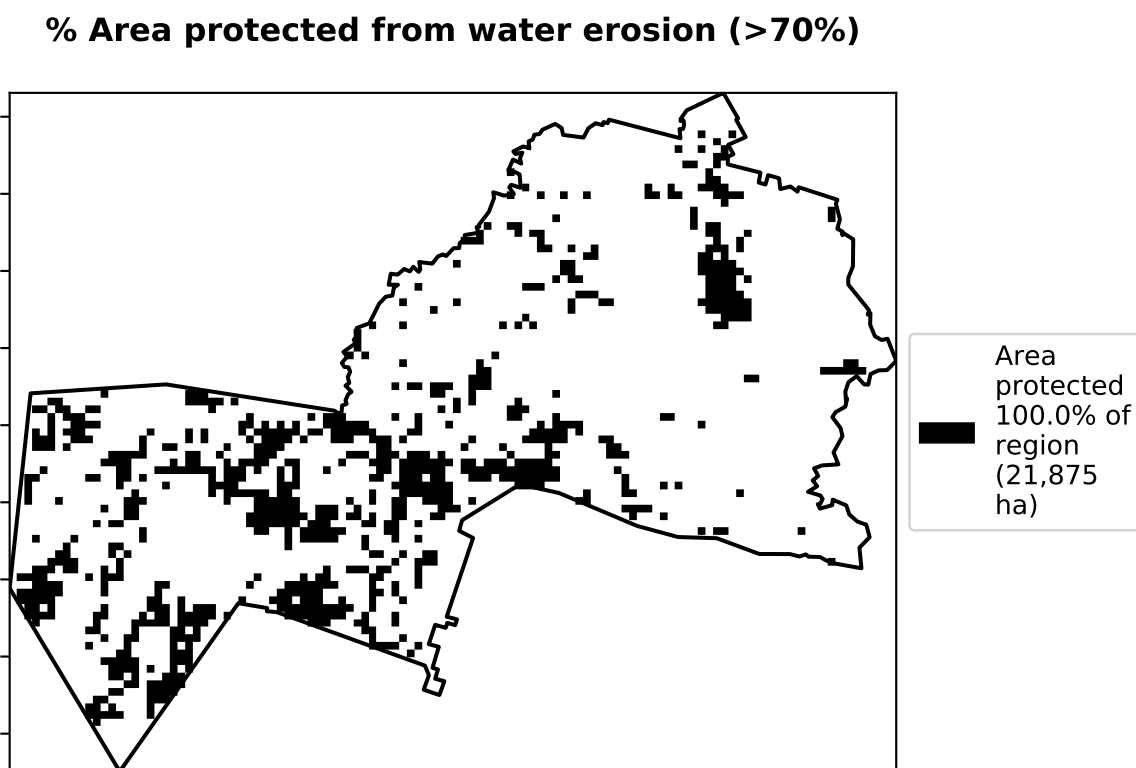 % Area protected from water erosion (>70%)
Area
protected
100.0% of
region
(21,875
ha)